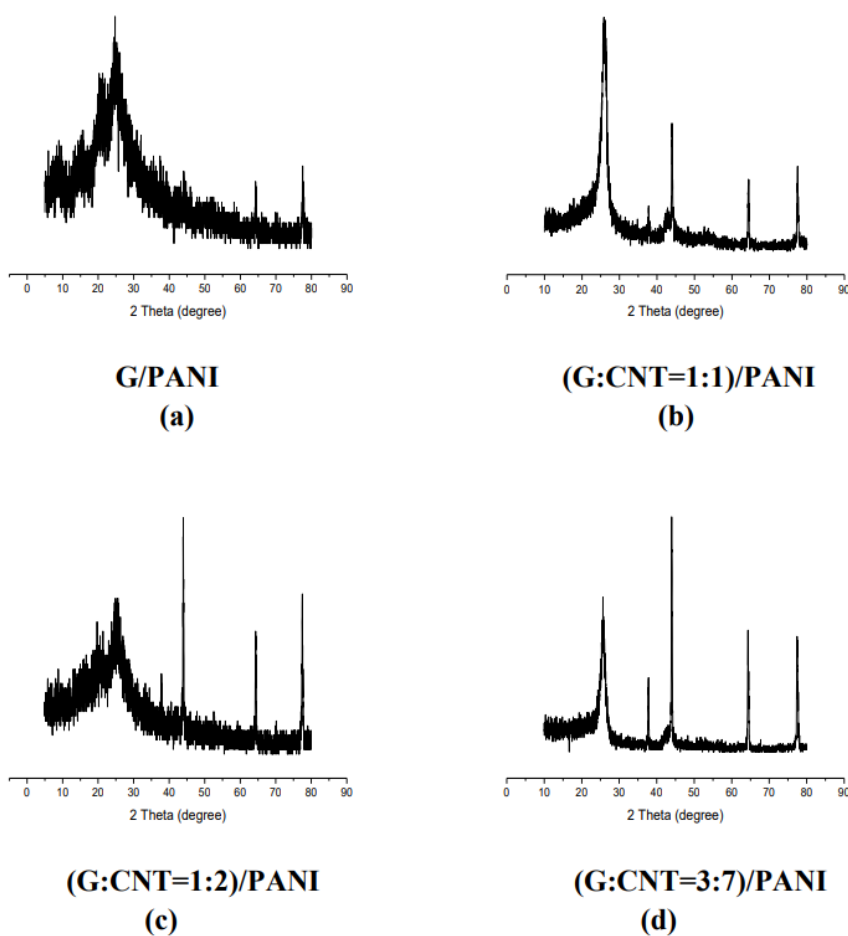 0 10 20 30 40 50 60 70 80 90
2 Theta (degree)
G/PANI
(a)
0 10 20 30 40 50 60 70 80 90
2 Theta (degree)
(G:CNT=1:1)/PANI
(b)
0 10 20 30 40 50 60 70 80 90
2 Theta (degree)
(G:CNT=1:2)/PANI
(c)
0 10 20 30 40 50 60 70 80 90
2 Theta (degree)
(G:CNT=3:7)/PANI
(d)